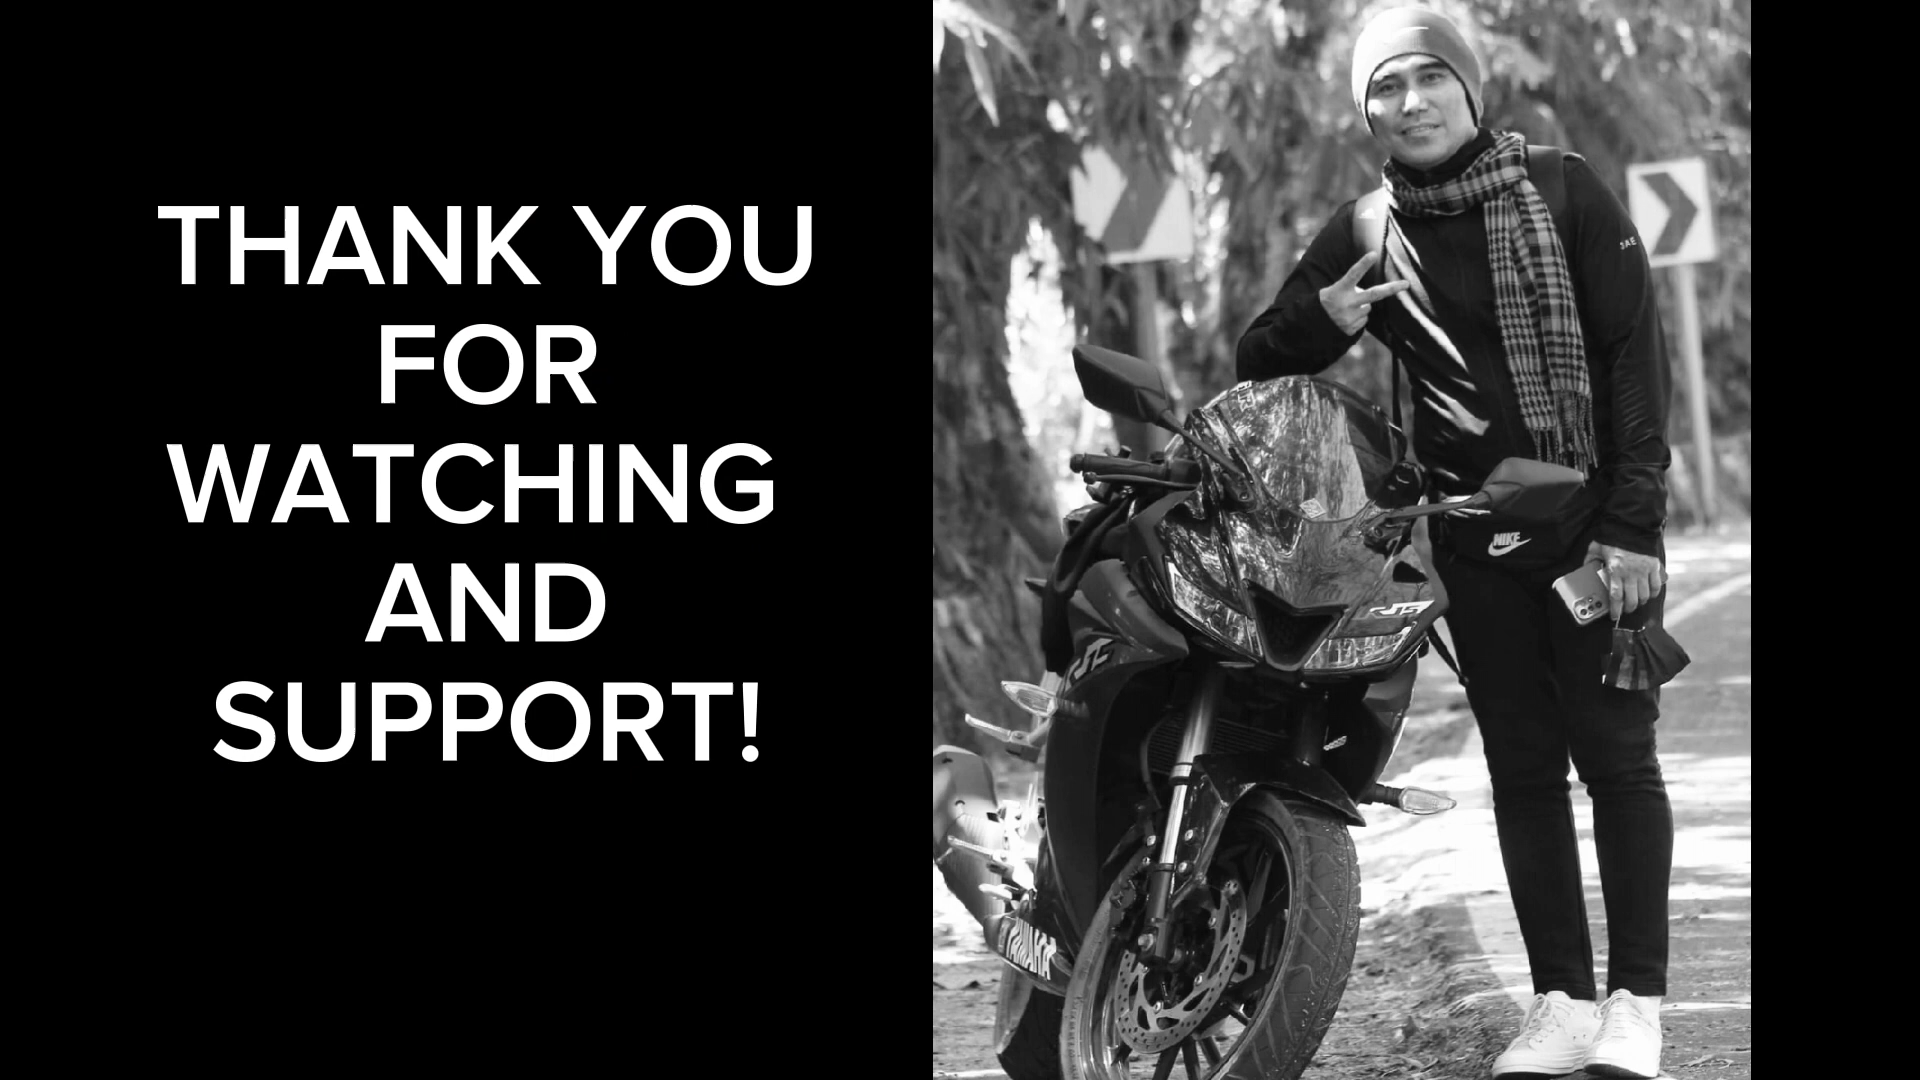 THANK YOU
FOR
WATCHING
AND
SUPPORT!
NIKE
YAMAHA